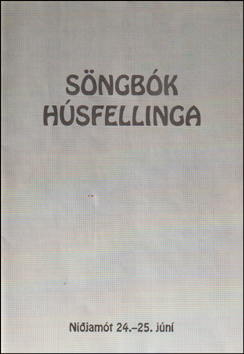 SÖNGBÓK
HÚSFELLINGA
Niðjamót 24.–25. júní